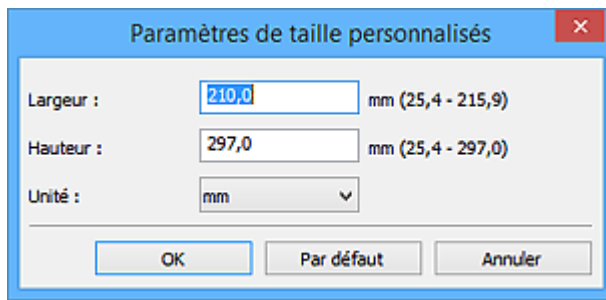 Paramètres de taille personnalisés
Largeur : 210,0 mm (25,4 - 215,9)
Hauteur : 297,0 mm (25,4 - 297,0)
Unité : mm
OK Par défaut Annuler